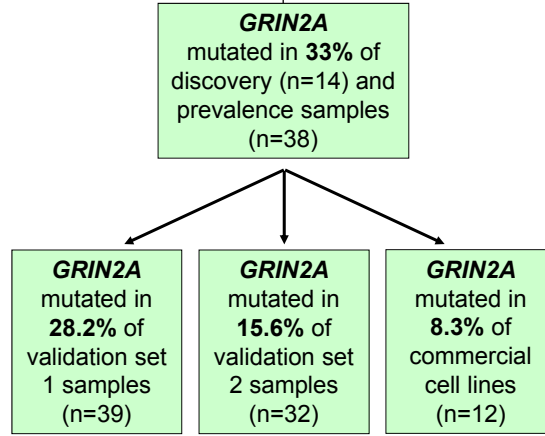 GRIN2A
mutated in 33% of
discovery (n=14) and
prevalence samples
(n=38)
GRIN2A
mutated in
28.2% of
validation set
1 samples
(n=39)
GRIN2A
mutated in
15.6% of
validation set
2 samples
(n=32)
GRIN2A
mutated in
8.3% of
commercial
cell lines
(n=12)